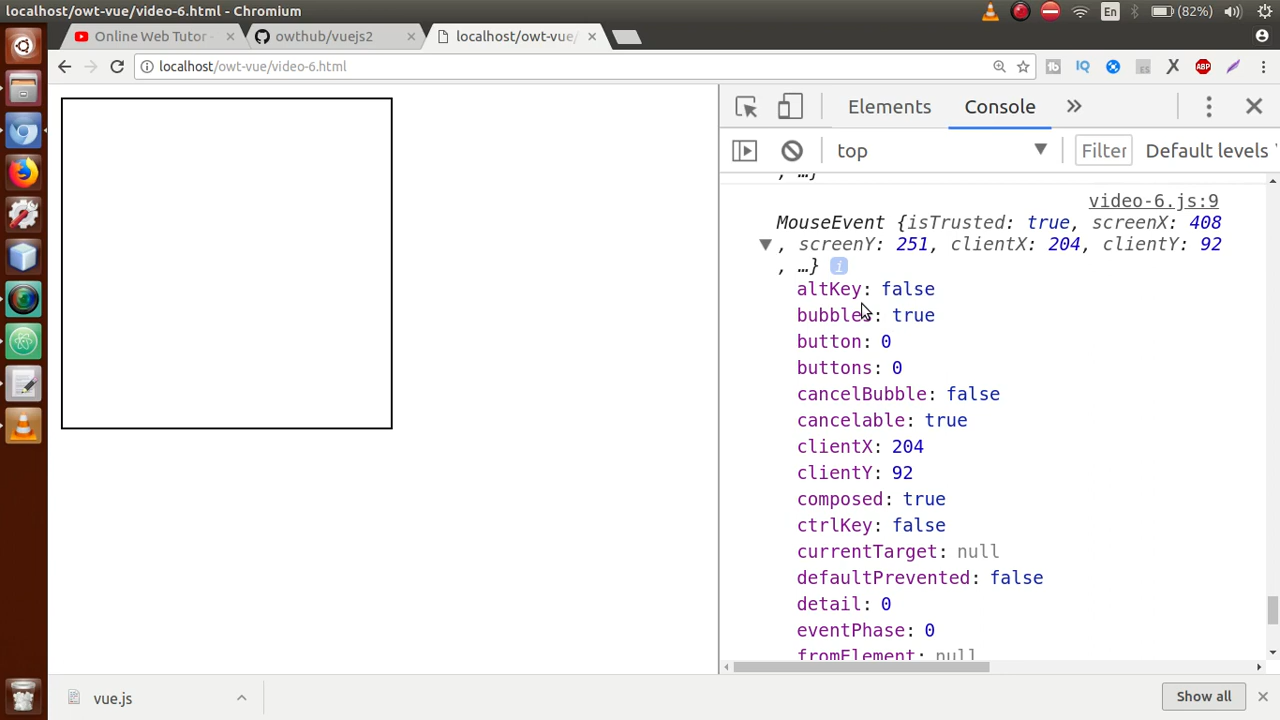 localhost/owt-vue/video-6.html - Chromium
En
(82%)
Online Web Tutor -
owthub/vuejs2
localhost/owt-vue/
localhost/owt-vue/video-6.html
IQ
ABP
Elements
Console
top
Filter
Default levels
, …}
video-6.js:9
MouseEvent {isTrusted: true, screenX: 408
, screenY: 251, clientX: 204, clientY: 92
, …} i
altKey: false
bubbles: true
button: 0
buttons: 0
cancelBubble: false
cancelable: true
clientX: 204
clientY: 92
composed: true
ctrlKey: false
currentTarget: null
defaultPrevented: false
detail: 0
eventPhase: 0
fromElement: null
vue.js
Show all